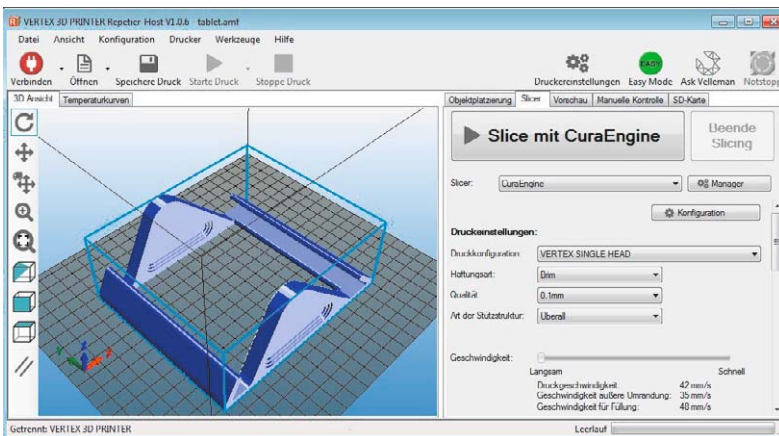 VERTEX 3D PRINTER Repetier-Host V1.0.6 tablet.amf
Datei Ansicht Konfiguration Drucker Werkzeuge Hilfe
Verbinden Öffnen Speichere Druck Starte Druck Stoppe Druck Druckereinstellungen Easy Mode Ask Velleman Notstopp
EASY
3D Ansicht Temperaturkurven
Objektplatzierung Slicer Vorschau Manuelle Kontrolle SD-Karte
Slice mit CuraEngine
Beende Slicing
Slicer: CuraEngine Manager
Konfiguration
Druckeinstellungen:
Druckkonfiguration: VERTEX SINGLE HEAD
Haftungsart: Brim
Qualität: 0.1mm
Art der Stützstruktur: Überall
Geschwindigkeit:
Langsam Schnell
Druckgeschwindigkeit: 42 mm/s
Geschwindigkeit äußere Umrandung: 35 mm/s
Geschwindigkeit für Füllung: 48 mm/s
Getrennt: VERTEX 3D PRINTER Leerlauf